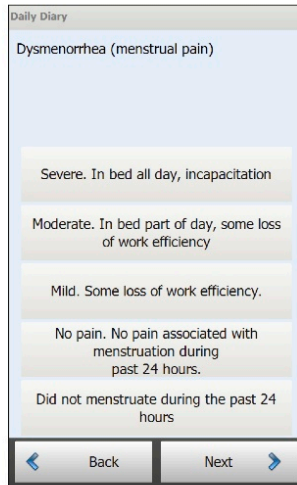 Daily Diary
Dysmenorrhea (menstrual pain)
Severe. In bed all day, incapacitation
Moderate. In bed part of day, some loss
of work efficiency
Mild. Some loss of work efficiency.
No pain. No pain associated with
menstruation during
past 24 hours.
Did not menstruate during the past 24
hours
Back
Next